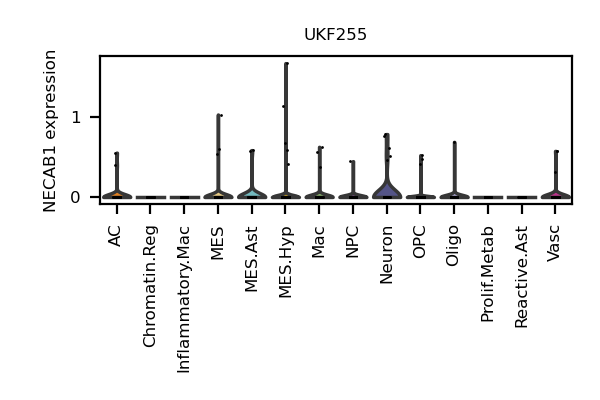 UKF255
NECAB1 expression
1
0
AC
Chromatin.Reg
Inflammatory.Mac
MES
MES.Ast
MES.Hyp
Mac
NPC
Neuron
OPC
Oligo
Prolif.Metab
Reactive.Ast
Vasc